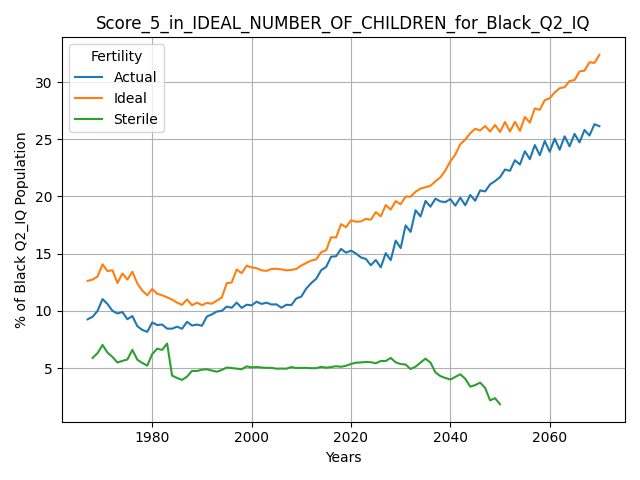 Score_5_in_IDEAL_NUMBER_OF_CHILDREN_for_Black_Q2_IQ
Fertility
Actual
Ideal
Sterile
% of Black Q2_IQ Population
30
25
20
15
10
5
1980
2000
2020
2040
2060
Years